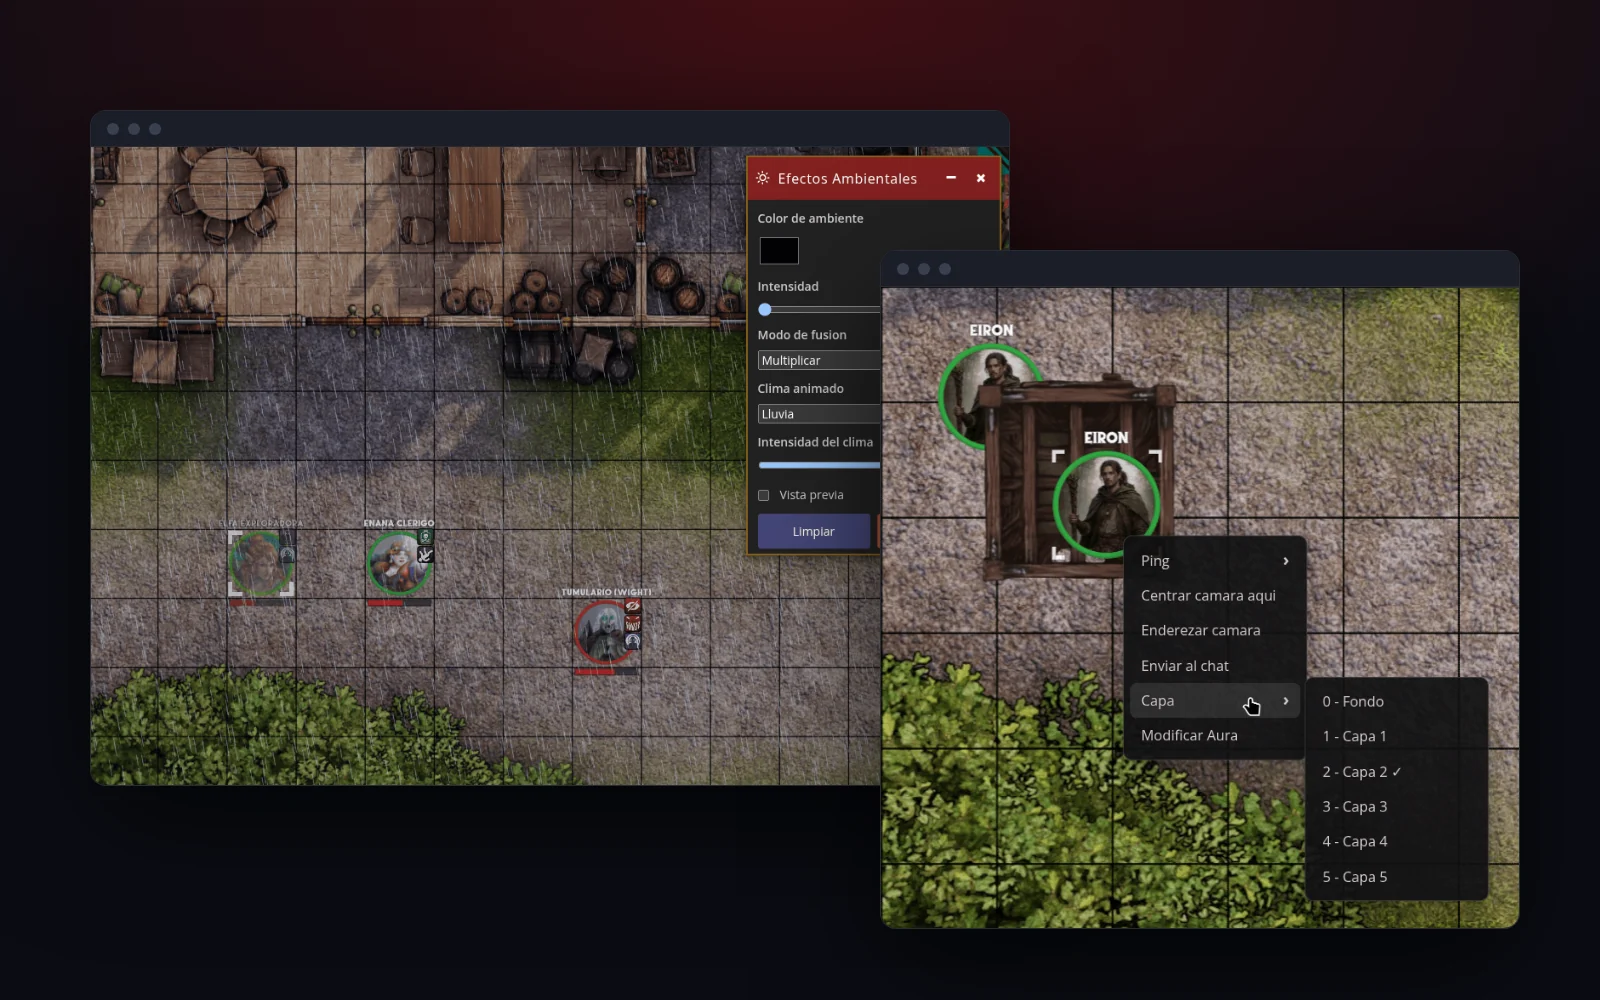 Efectos Ambientales
Color de ambiente
Intensidad
Modo de fusion
Multiplicar
Clima animado
Lluvia
Intensidad del clima
Vista previa
Limpiar
ELFA EXPLORADORA
ENANA CLERIGO
TUMULARIO (WIGHT)
EIRON
EIRON
Ping
Centrar camara aqui
Enderezar camara
Enviar al chat
Capa
Modificar Aura
0 - Fondo
1 - Capa 1
2 - Capa 2 ✓
3 - Capa 3
4 - Capa 4
5 - Capa 5